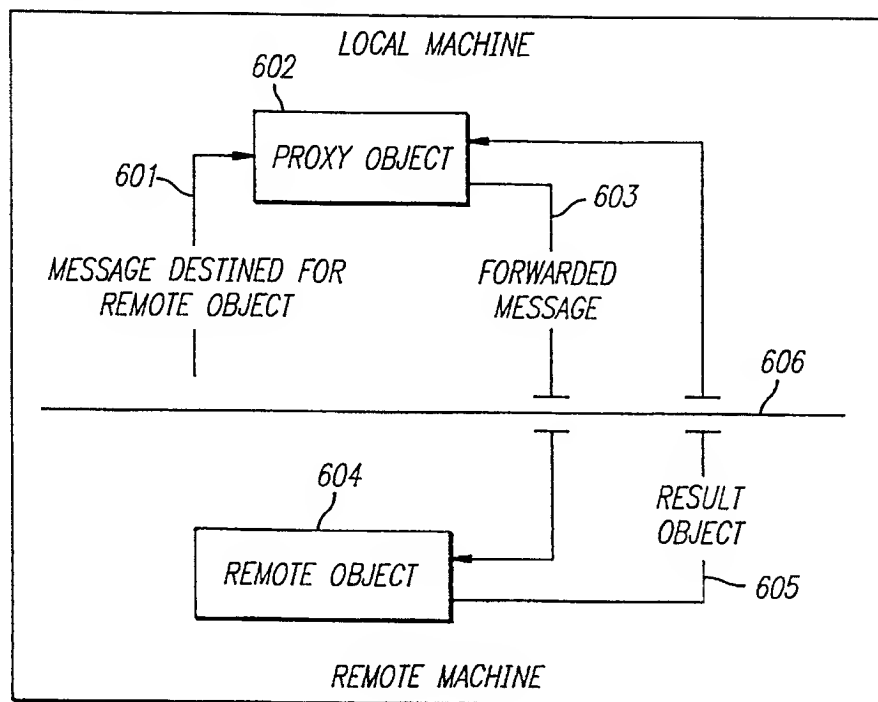 LOCAL MACHINE
602
PROXY OBJECT
601
603
MESSAGE DESTINED FOR
REMOTE OBJECT
FORWARDED
MESSAGE
606
604
REMOTE OBJECT
RESULT
OBJECT
605
REMOTE MACHINE